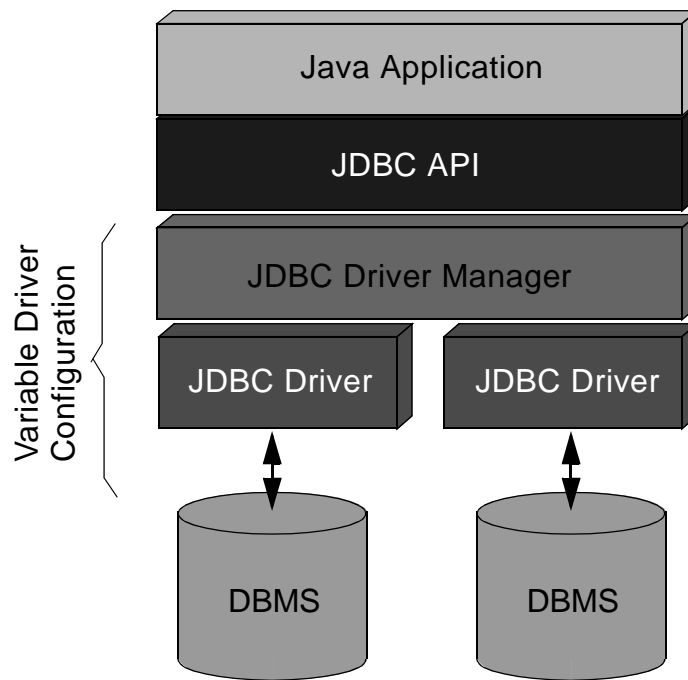 Java Application
JDBC API
JDBC Driver Manager
Variable Driver
Configuration
JDBC Driver
JDBC Driver
DBMS
DBMS